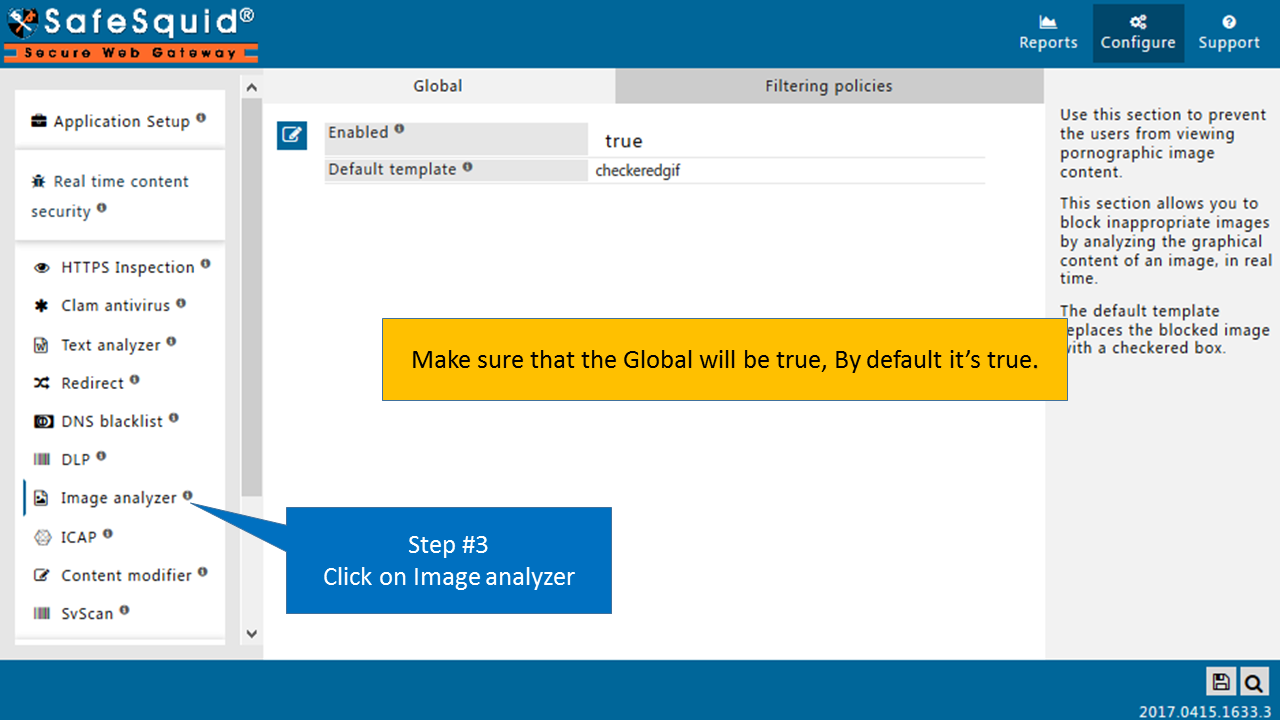 SafeSquid®
Secure Web Gateway
Reports
Configure
Support
Application Setup
Real time content
security
HTTPS Inspection
Clam antivirus
Text analyzer
Redirect
DNS blacklist
DLP
Image analyzer
ICAP
Content modifier
SvScan
Global
Filtering policies
Enabled
true
Default template
checkeredgif
Make sure that the Global will be true, By default it’s true.
Step #3
Click on Image analyzer
Use this section to prevent
the users from viewing
pornographic image
content.
This section allows you to
block inappropriate images
by analyzing the graphical
content of an image, in real
time.
The default template
replaces the blocked image
with a checkered box.
2017.0415.1633.3